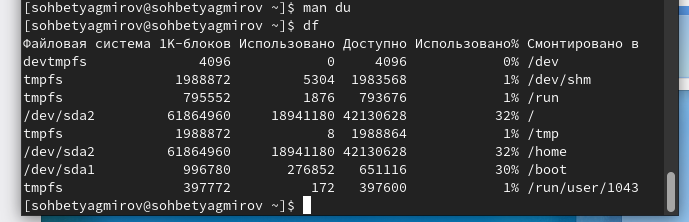 [sohbetyagmirov@sohbetyagmirov ~]$ man du
[sohbetyagmirov@sohbetyagmirov ~]$ df
Файловая система 1K-блоков Использовано Доступно Использовано% Смонтировано в
devtmpfs 4096 0 4096 0% /dev
tmpfs 1988872 5304 1983568 1% /dev/shm
tmpfs 795552 1876 793676 1% /run
/dev/sda2 61864960 18941180 42130628 32% /
tmpfs 1988872 8 1988864 1% /tmp
/dev/sda2 61864960 18941180 42130628 32% /home
/dev/sda1 996780 276852 651116 30% /boot
tmpfs 397772 172 397600 1% /run/user/1043
[sohbetyagmirov@sohbetyagmirov ~]$